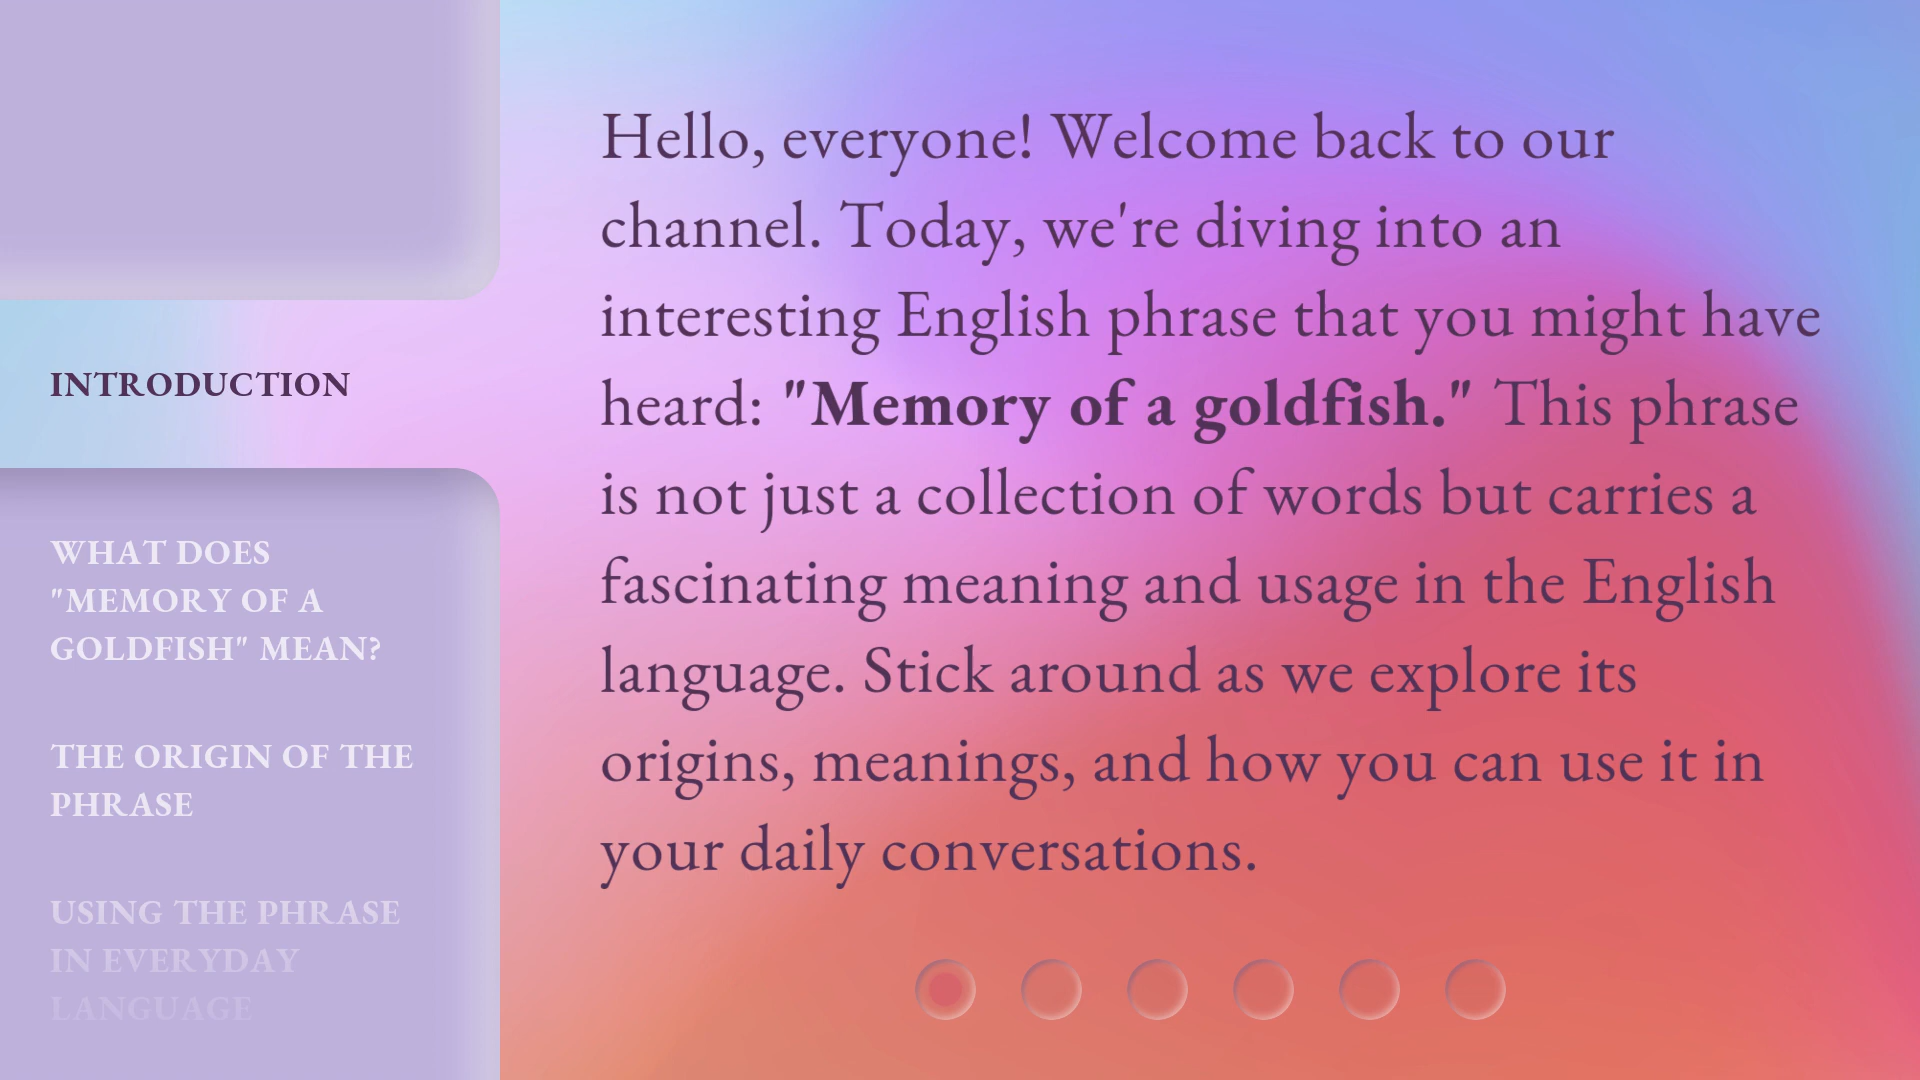 INTRODUCTION
WHAT DOES
"MEMORY OF A
GOLDFISH" MEAN?
THE ORIGIN OF THE
PHRASE
USING THE PHRASE
IN EVERYDAY
LANGUAGE
Hello, everyone! Welcome back to our
channel. Today, we're diving into an
interesting English phrase that you might have
heard: "Memory of a goldfish." This phrase
is not just a collection of words but carries a
fascinating meaning and usage in the English
language. Stick around as we explore its
origins, meanings, and how you can use it in
your daily conversations.